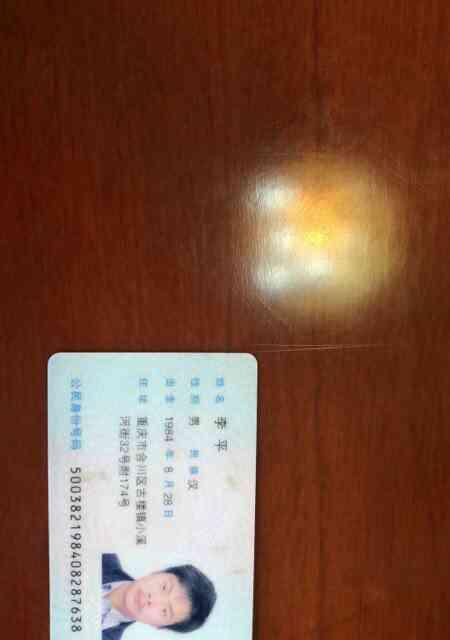 姓名 李平
性别 男 民族 汉
出生 1984 年 8 月 28 日
住址 重庆市合川区古楼镇小溪
河街32号附174号
公民身份号码 500382198408287638